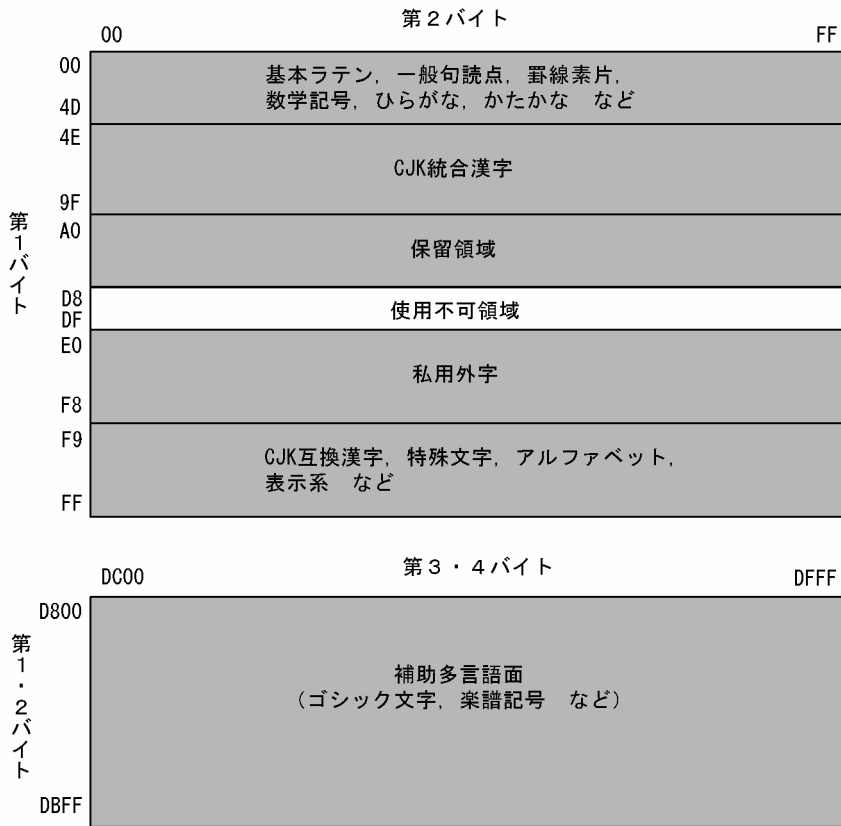 第２バイト
00 FF
00
基本ラテン，一般句読点，罫線素片，
数学記号，ひらがな，かたかな　など
4D
4E
CJK統合漢字
9F
A0
保留領域
D8
使用不可領域
DF
E0
私用外字
F8
F9
CJK互換漢字，特殊文字，アルファベット，
表示系　など
FF
第１バイト
第３・４バイト
DC00 DFFF
D800
補助多言語面
（ゴシック文字，楽譜記号　など）
DBFF
第１・２バイト